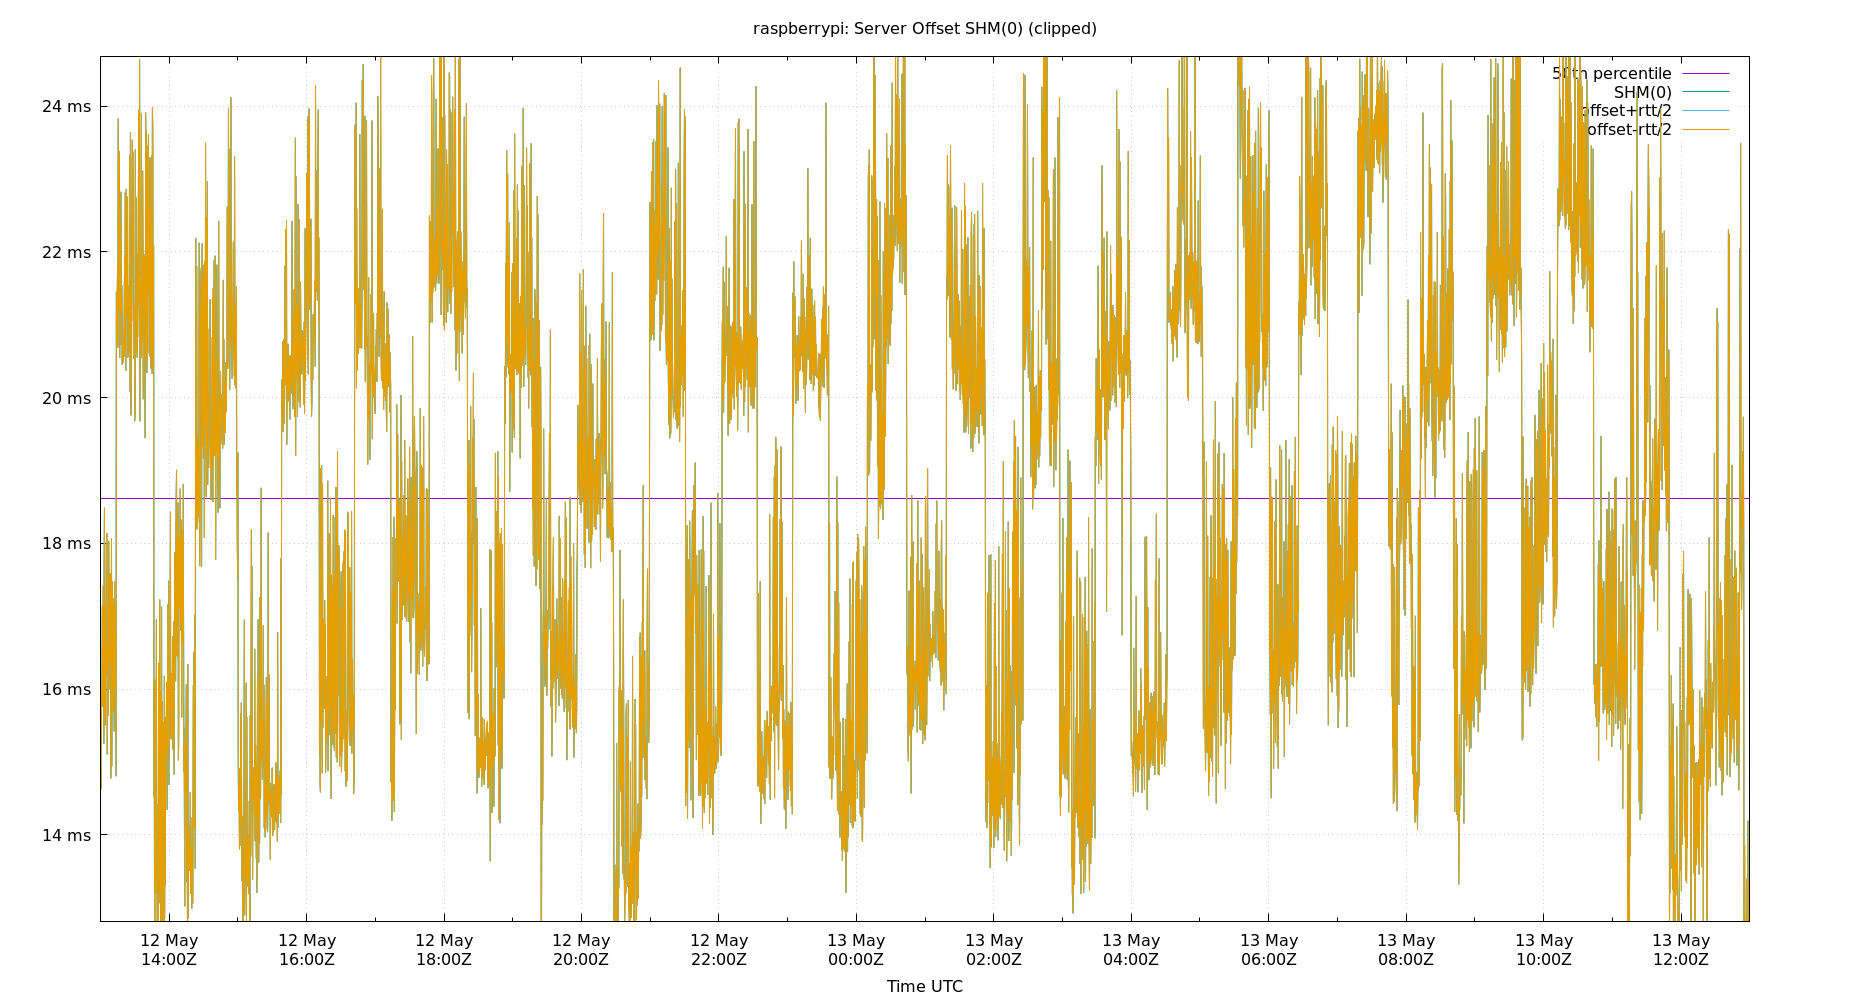 raspberrypi: Server Offset SHM(0) (clipped)
50th percentile
SHM(0)
offset+rtt/2
offset-rtt/2
24 ms
22 ms
20 ms
18 ms
16 ms
14 ms
12 May 12 May 12 May 12 May 12 May 13 May 13 May 13 May 13 May 13 May 13 May 13 May
14:00Z 16:00Z 18:00Z 20:00Z 22:00Z 00:00Z 02:00Z 04:00Z 06:00Z 08:00Z 10:00Z 12:00Z
Time UTC